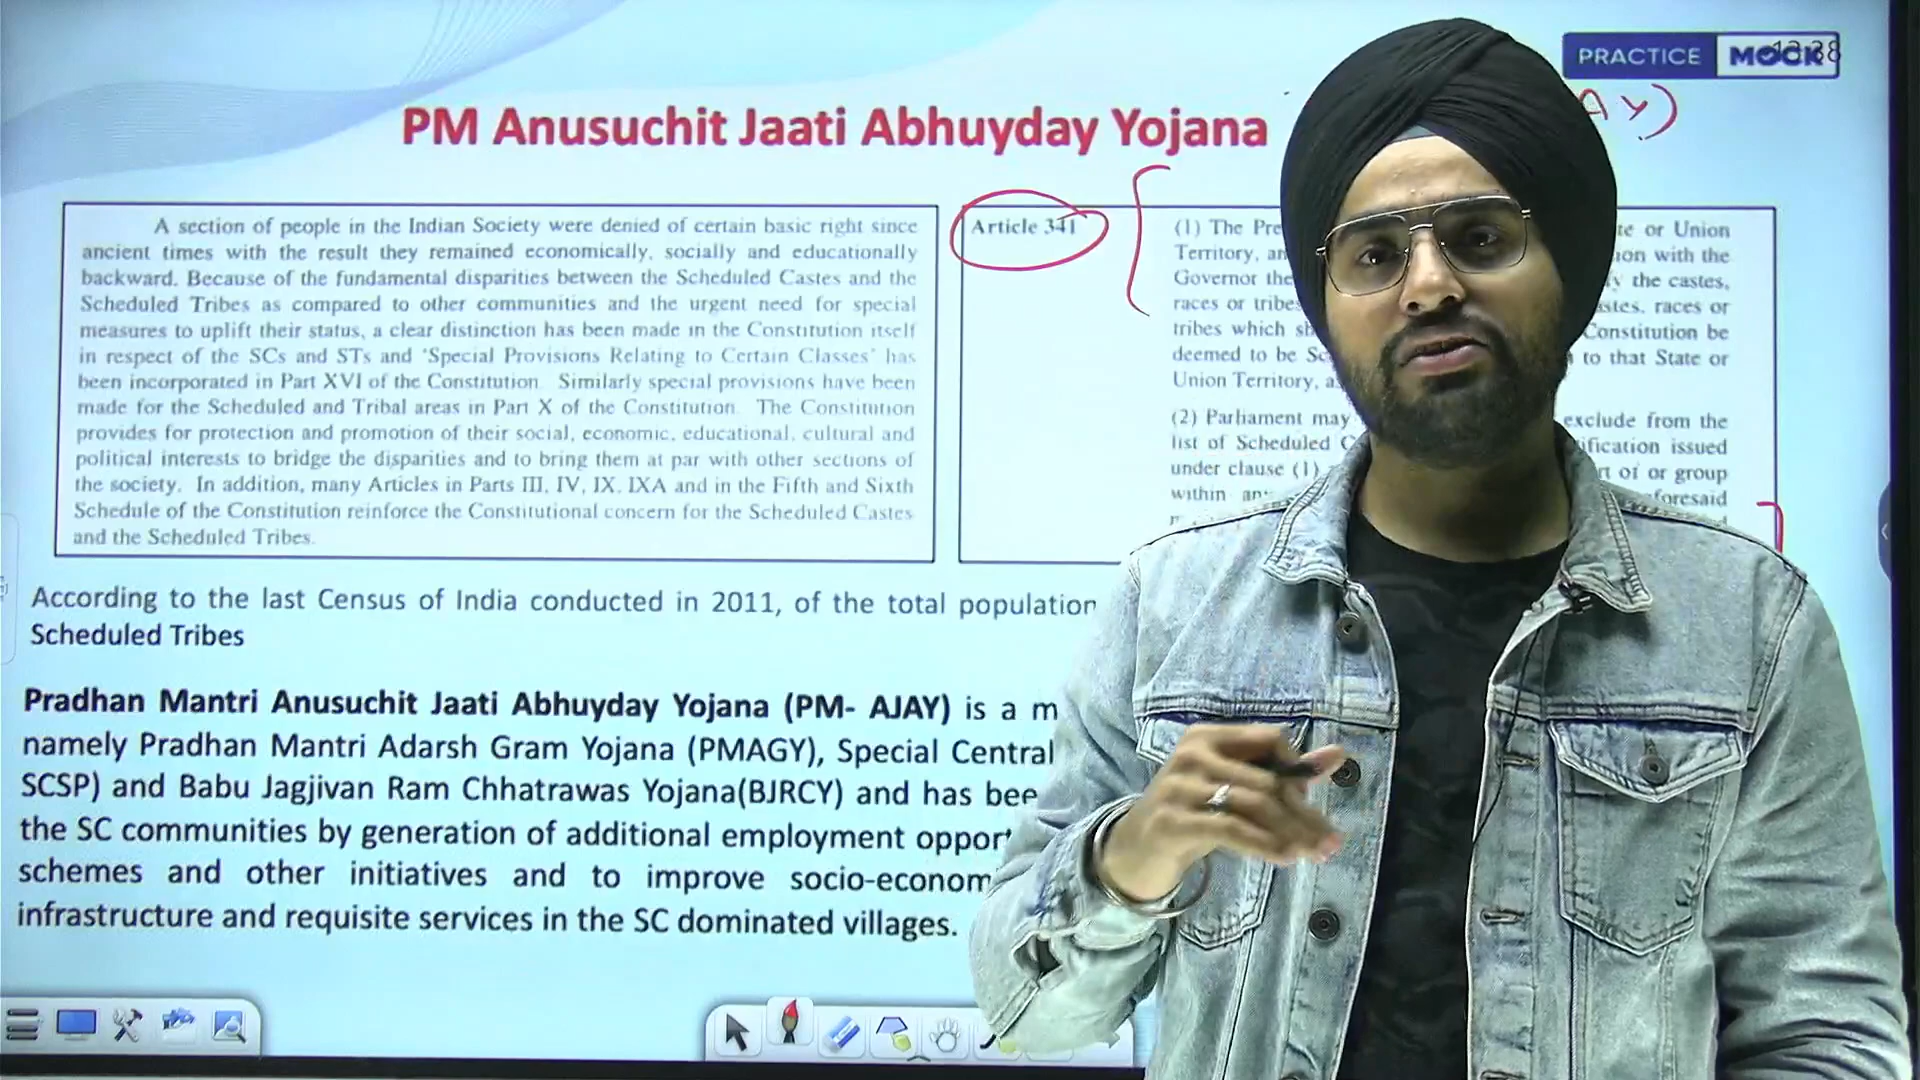 PRACTICE MOCK
13:38
AY)
PM Anusuchit Jaati Abhuyday Yojana
A section of people in the Indian Society were denied of certain basic right since
ancient times with the result they remained economically, socially and educationally
backward. Because of the fundamental disparities between the Scheduled Castes and the
Scheduled Tribes as compared to other communities and the urgent need for special
measures to uplift their status, a clear distinction has been made in the Constitution itself
in respect of the SCs and STs and 'Special Provisions Relating to Certain Classes' has
been incorporated in Part XVI of the Constitution. Similarly special provisions have been
made for the Scheduled and Tribal areas in Part X of the Constitution. The Constitution
provides for protection and promotion of their social, economic, educational, cultural and
political interests to bridge the disparities and to bring them at par with other sections of
the society. In addition, many Articles in Parts III, IV, IX, IXA and in the Fifth and Sixth
Schedule of the Constitution reinforce the Constitutional concern for the Scheduled Castes
and the Scheduled Tribes.
Article 341
(1) The or Union
Territory, with the
Governor the castes,
races or tribes races or
tribes which Constitution be
deemed to be to that State or
Union Territory,
(2) Parliament may exclude from the
list of Scheduled issued
under clause (1) of or group
within
According to the last Census of India conducted in 2011, of the total population
Scheduled Tribes
Pradhan Mantri Anusuchit Jaati Abhuyday Yojana (PM- AJAY) is a m
namely Pradhan Mantri Adarsh Gram Yojana (PMAGY), Special Central
SCSP) and Babu Jagjivan Ram Chhatrawas Yojana(BJRCY) and has bee
the SC communities by generation of additional employment oppor
schemes and other initiatives and to improve socio-econom
infrastructure and requisite services in the SC dominated villages.